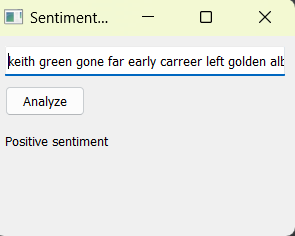 Sentiment...
keith green gone far early carreer left golden alb
Analyze
Positive sentiment